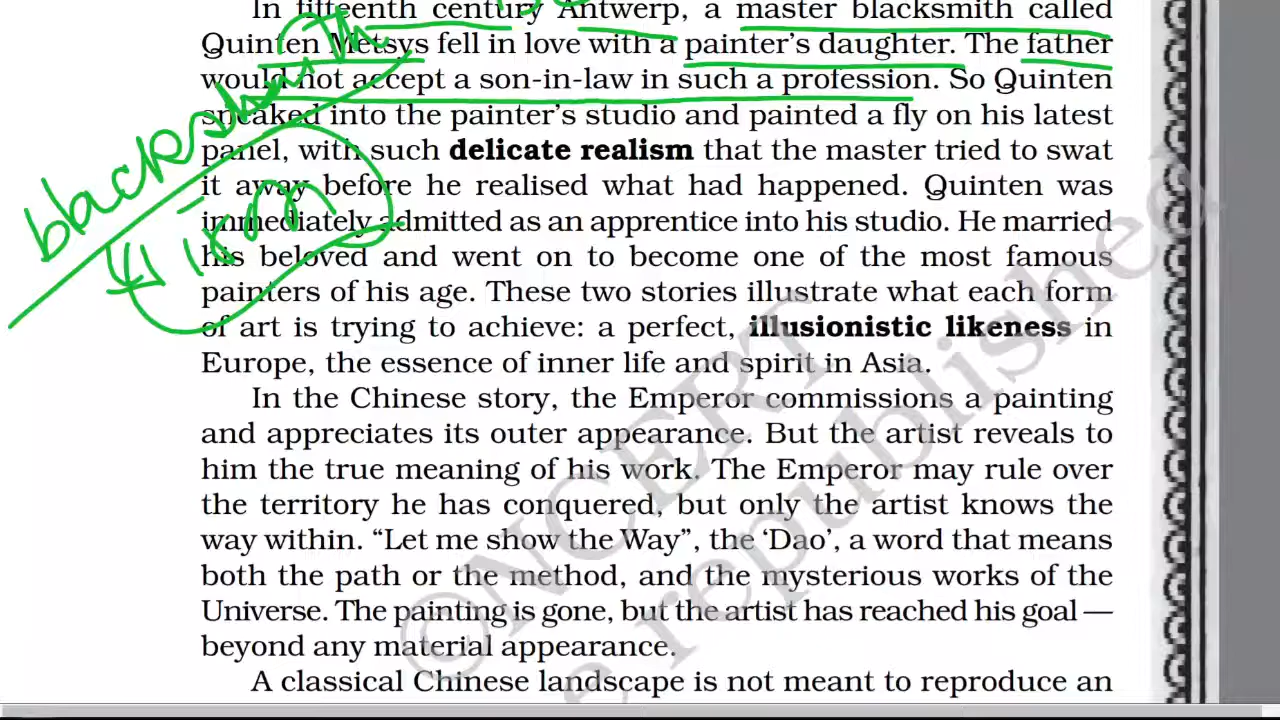 In fifteenth century Antwerp, a master blacksmith called
Quinten Metsys fell in love with a painter's daughter. The father
would not accept a son-in-law in such a profession. So Quinten
sneaked into the painter's studio and painted a fly on his latest
panel, with such delicate realism that the master tried to swat
it away before he realised what had happened. Quinten was
immediately admitted as an apprentice into his studio. He married
his beloved and went on to become one of the most famous
painters of his age. These two stories illustrate what each form
of art is trying to achieve: a perfect, illusionistic likeness in
Europe, the essence of inner life and spirit in Asia.
In the Chinese story, the Emperor commissions a painting
and appreciates its outer appearance. But the artist reveals to
him the true meaning of his work. The Emperor may rule over
the territory he has conquered, but only the artist knows the
way within. “Let me show the Way”, the ‘Dao’, a word that means
both the path or the method, and the mysterious works of the
Universe. The painting is gone, but the artist has reached his goal —
beyond any material appearance.
A classical Chinese landscape is not meant to reproduce an
blacksmith
iron
©NCERT
e republished